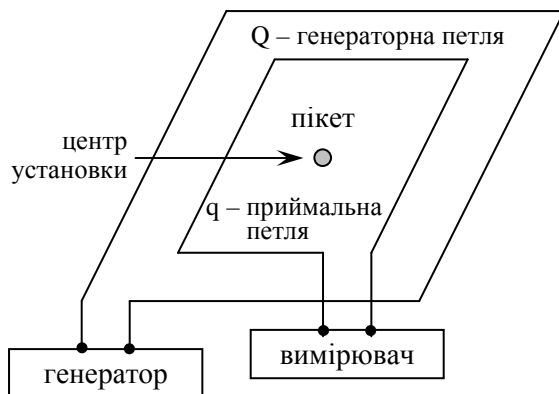 Q – генераторна петля
пікет
центр
установки
q – приймальна
петля
генератор
вимірювач